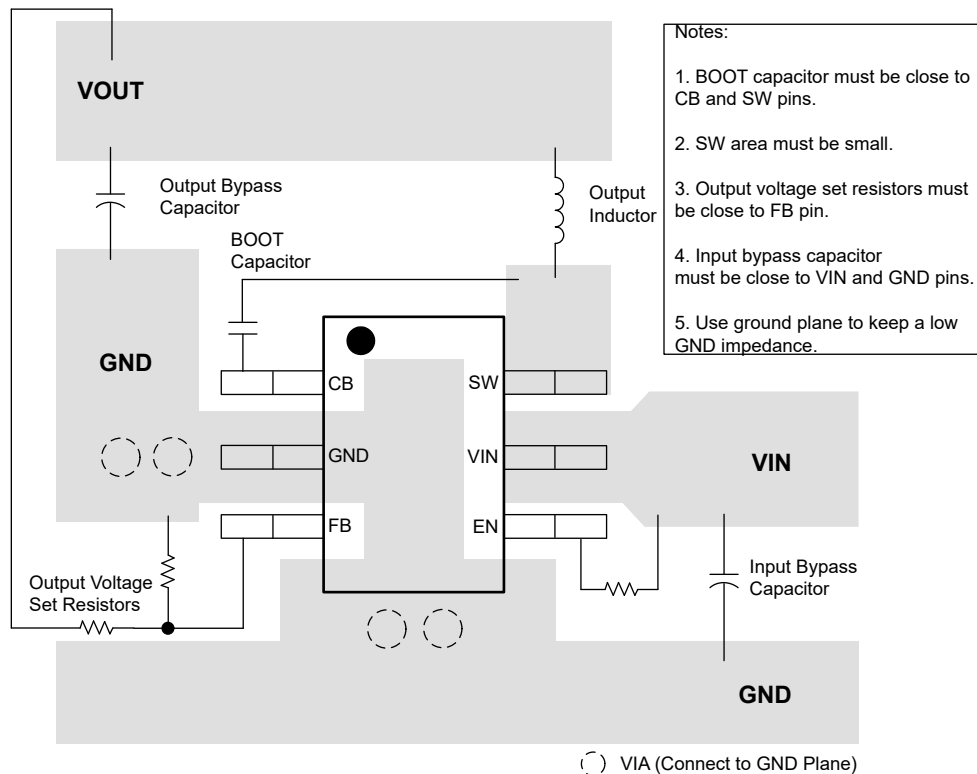 Notes:
1. BOOT capacitor must be close to
CB and SW pins.
2. SW area must be small.
3. Output voltage set resistors must
be close to FB pin.
4. Input bypass capacitor
must be close to VIN and GND pins.
5. Use ground plane to keep a low
GND impedance.
VOUT
Output Bypass
Capacitor
Output
Inductor
BOOT
Capacitor
GND
CB
SW
GND
VIN
VIN
FB
EN
Output Voltage
Set Resistors
Input Bypass
Capacitor
GND
VIA (Connect to GND Plane)